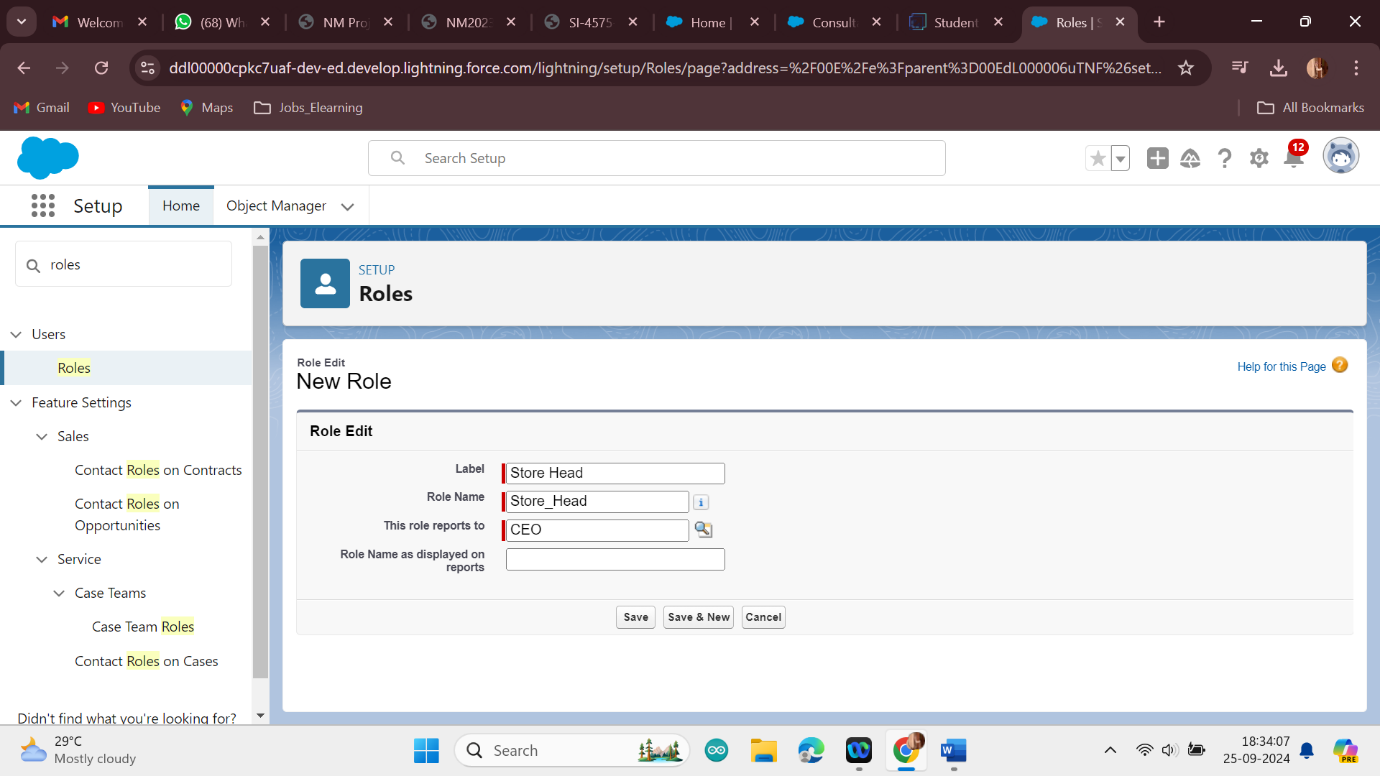 Welcom
(68) Wha
NM Pro
NM202
SI-4575
Home |
Consult
Student
Roles | S
ddl00000cpkc7uaf-dev-ed.develop.lightning.force.com/lightning/setup/Roles/page?address=%2F00E%2Fe%3Fparent%3D00EdL000006uTNF%26set...
Gmail
YouTube
Maps
Jobs_Elearning
All Bookmarks
Search Setup
12
Setup
Home
Object Manager
roles
Users
Roles
Feature Settings
Sales
Contact Roles on Contracts
Contact Roles on
Opportunities
Service
Case Teams
Case Team Roles
Contact Roles on Cases
Didn't find what you're looking for?
SETUP
Roles
Role Edit
New Role
Help for this Page
Role Edit
Label
Store Head
Role Name
Store_Head
This role reports to
CEO
Role Name as displayed on
reports
Save
Save & New
Cancel
29°C
Mostly cloudy
Search
18:34:07
25-09-2024
PRE